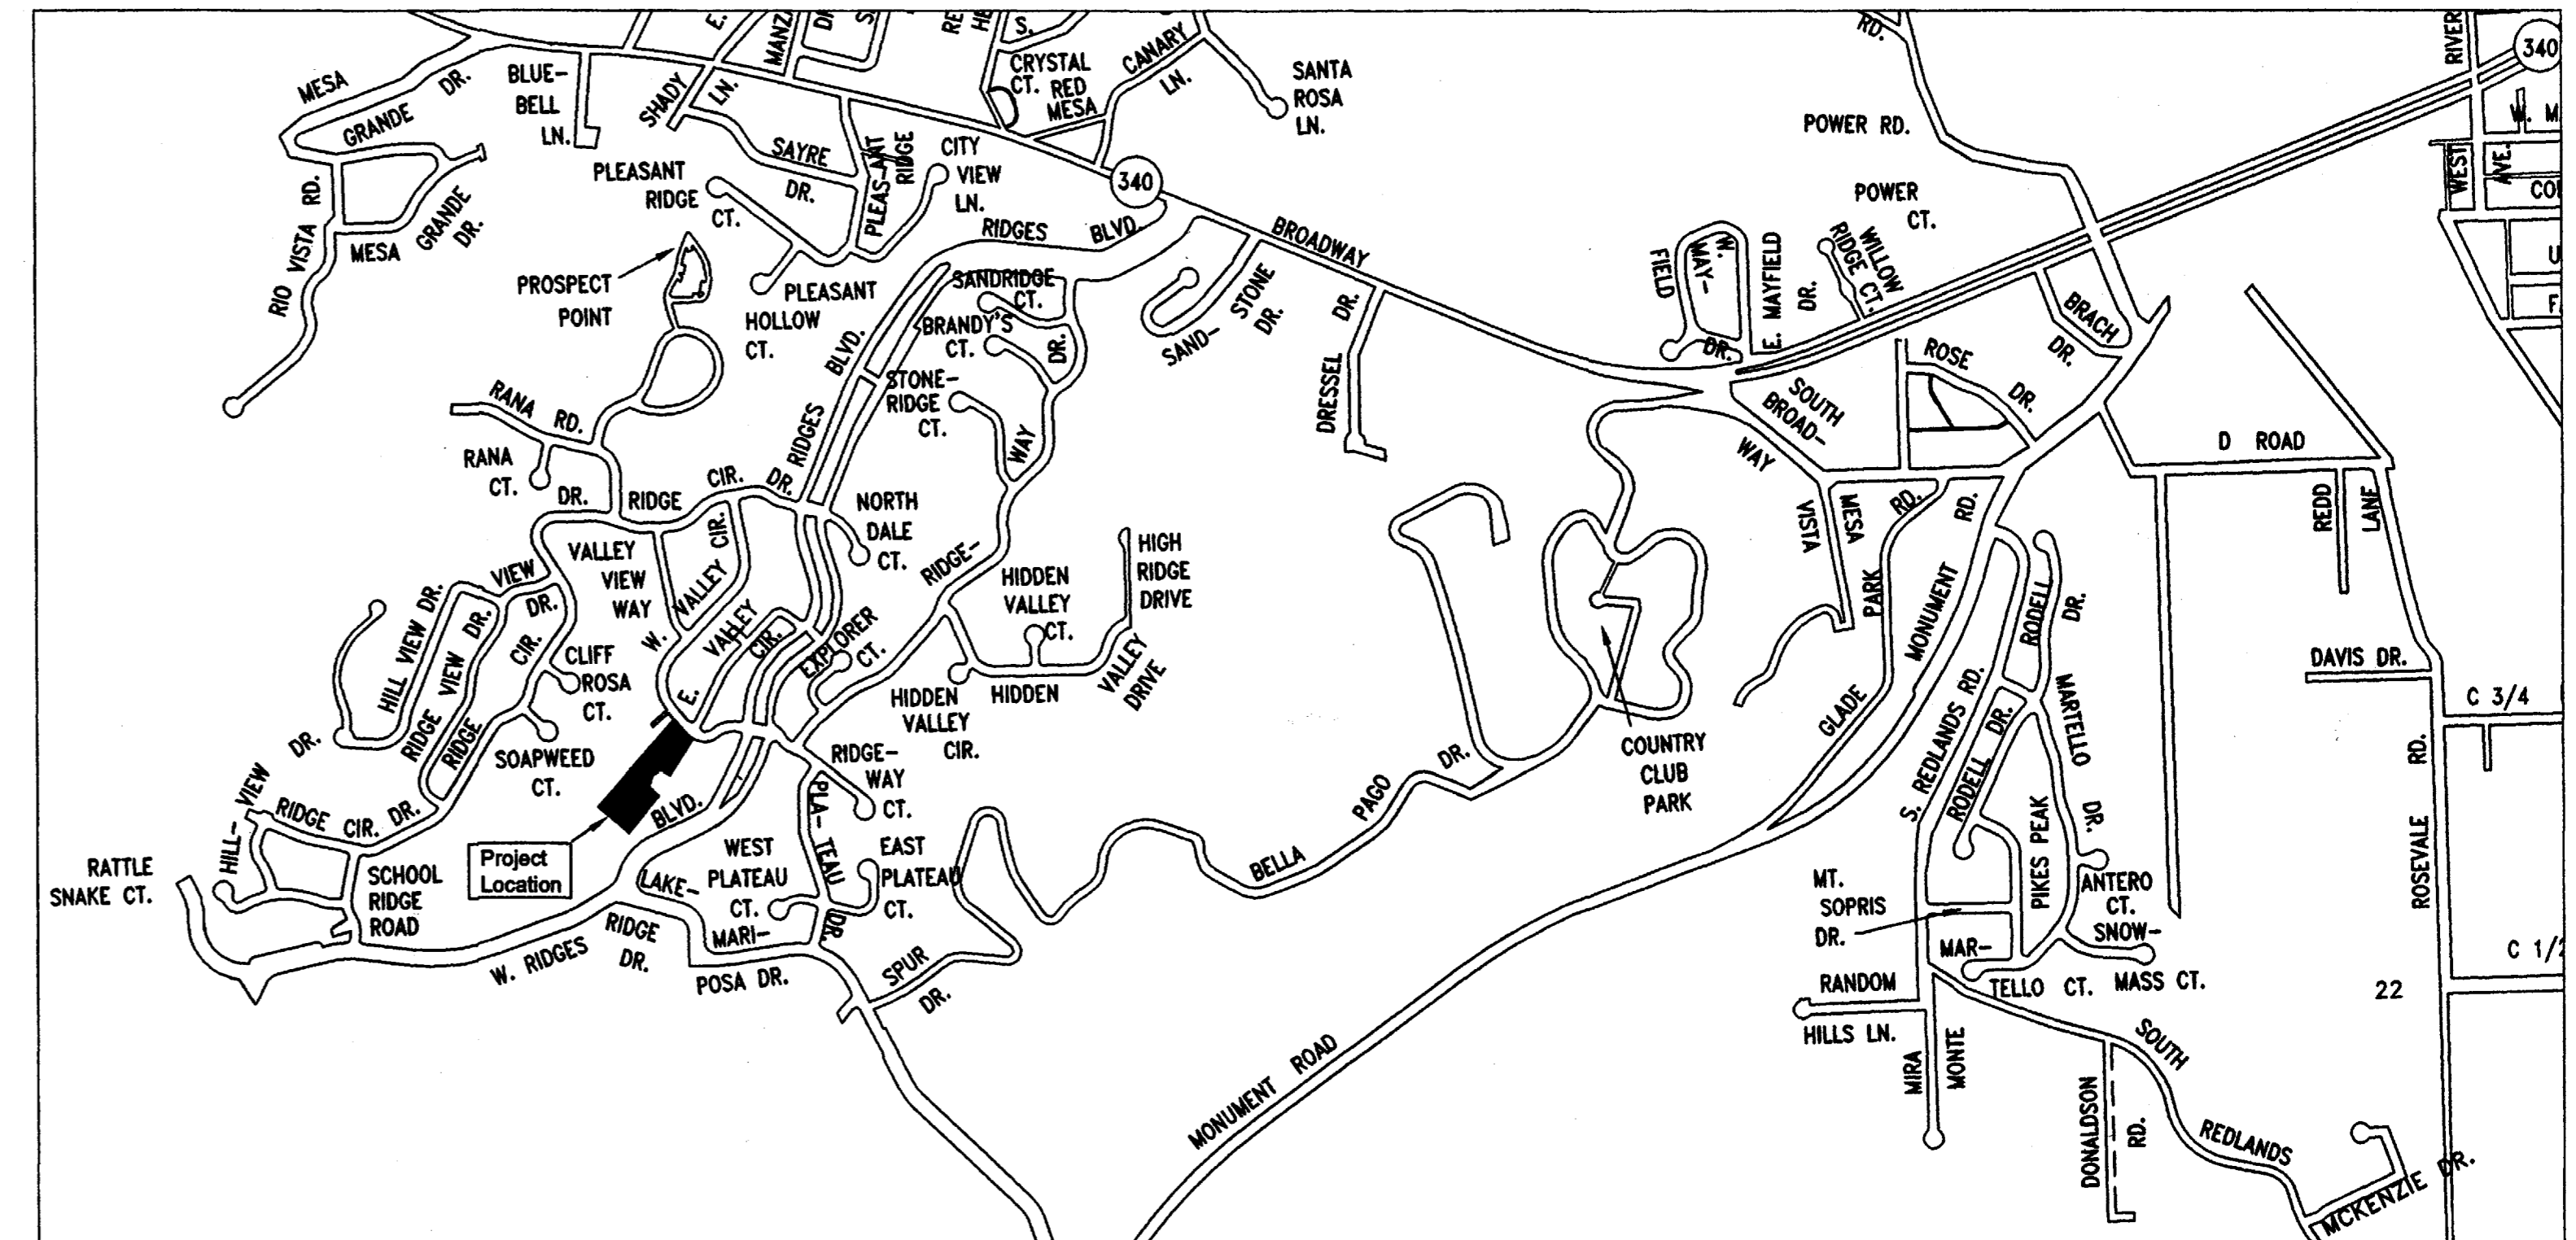 MESA
GRANDE
DR.
BLUE-
BELL
LN.
SHADY
LN.
E.
DR
S.
CRYSTAL
CT.
RED
MESA
CANARY
LN.
SANTA
ROSA
LN.
RD.
POWER RD.
RIVER
340
WEST
AVE.
RIO VISTA RD.
MESA
GRANDE
DR.
SAYRE
DR.
PLEASANT
RIDGE
CT.
PLEAS-ANT
RIDGE
CITY
VIEW
LN.
340
RIDGES BLVD.
BROADWAY
POWER
CT.
WILLOW
RIDGE CT.
W.
MAY-
FIELD
DR.
E. MAYFIELD
DR.
PROSPECT
POINT
PLEASANT
HOLLOW
CT.
SANDRIDGE
CT.
BRANDY'S
CT.
STONE-
RIDGE
CT.
DR.
WAY
RIDGE-
SAND-
STONE
DR.
DRESSEL
DR.
BRACH
DR.
ROSE
DR.
SOUTH
BROAD-
WAY
D ROAD
REDD
LANE
RANA RD.
RANA
CT.
RIDGES BLVD.
DR.
RIDGE CIR. DR.
NORTH
DALE
CT.
VALLEY
VIEW
WAY
W.
VALLEY
CIR.
E.
VALLEY
CIR.
EXPLORER
CT.
HIDDEN
VALLEY
CT.
HIGH
RIDGE
DRIVE
HIDDEN
VALLEY
DRIVE
HIDDEN
VALLEY
CIR.
VISTA
MESA
GLADE
PARK
RD.
MONUMENT
RD.
RODELL
DR.
DAVIS DR.
C 3/4
ROSEVALE
RD.
HILL VIEW DR.
VIEW
DR.
RIDGE VIEW DR.
RIDGE
CIR.
CLIFF
ROSA
CT.
SOAPWEED
CT.
HILL-
VIEW
DR.
RIDGE CIR. DR.
SCHOOL
RIDGE
ROAD
RATTLE
SNAKE CT.
Project
Location
BLVD.
RIDGE-
WAY
CT.
PLA-
TEAU
DR.
WEST
PLATEAU
CT.
EAST
PLATEAU
CT.
LAKE-
RIDGE
DR.
W. RIDGES
MARI-
POSA DR.
SPUR
DR.
BELLA
PAGO
DR.
COUNTRY
CLUB
PARK
MONUMENT ROAD
S. REDLANDS RD.
RODELL DR.
MARTELLO
DR.
PIKES PEAK
ANTERO
CT.
SNOW-
MASS CT.
MT.
SOPRIS
DR.
MAR-
TELLO CT.
RANDOM
HILLS LN.
MIRA
MONTE
SOUTH
REDLANDS
DONALDSON
RD.
MCKENZIE DR.
22